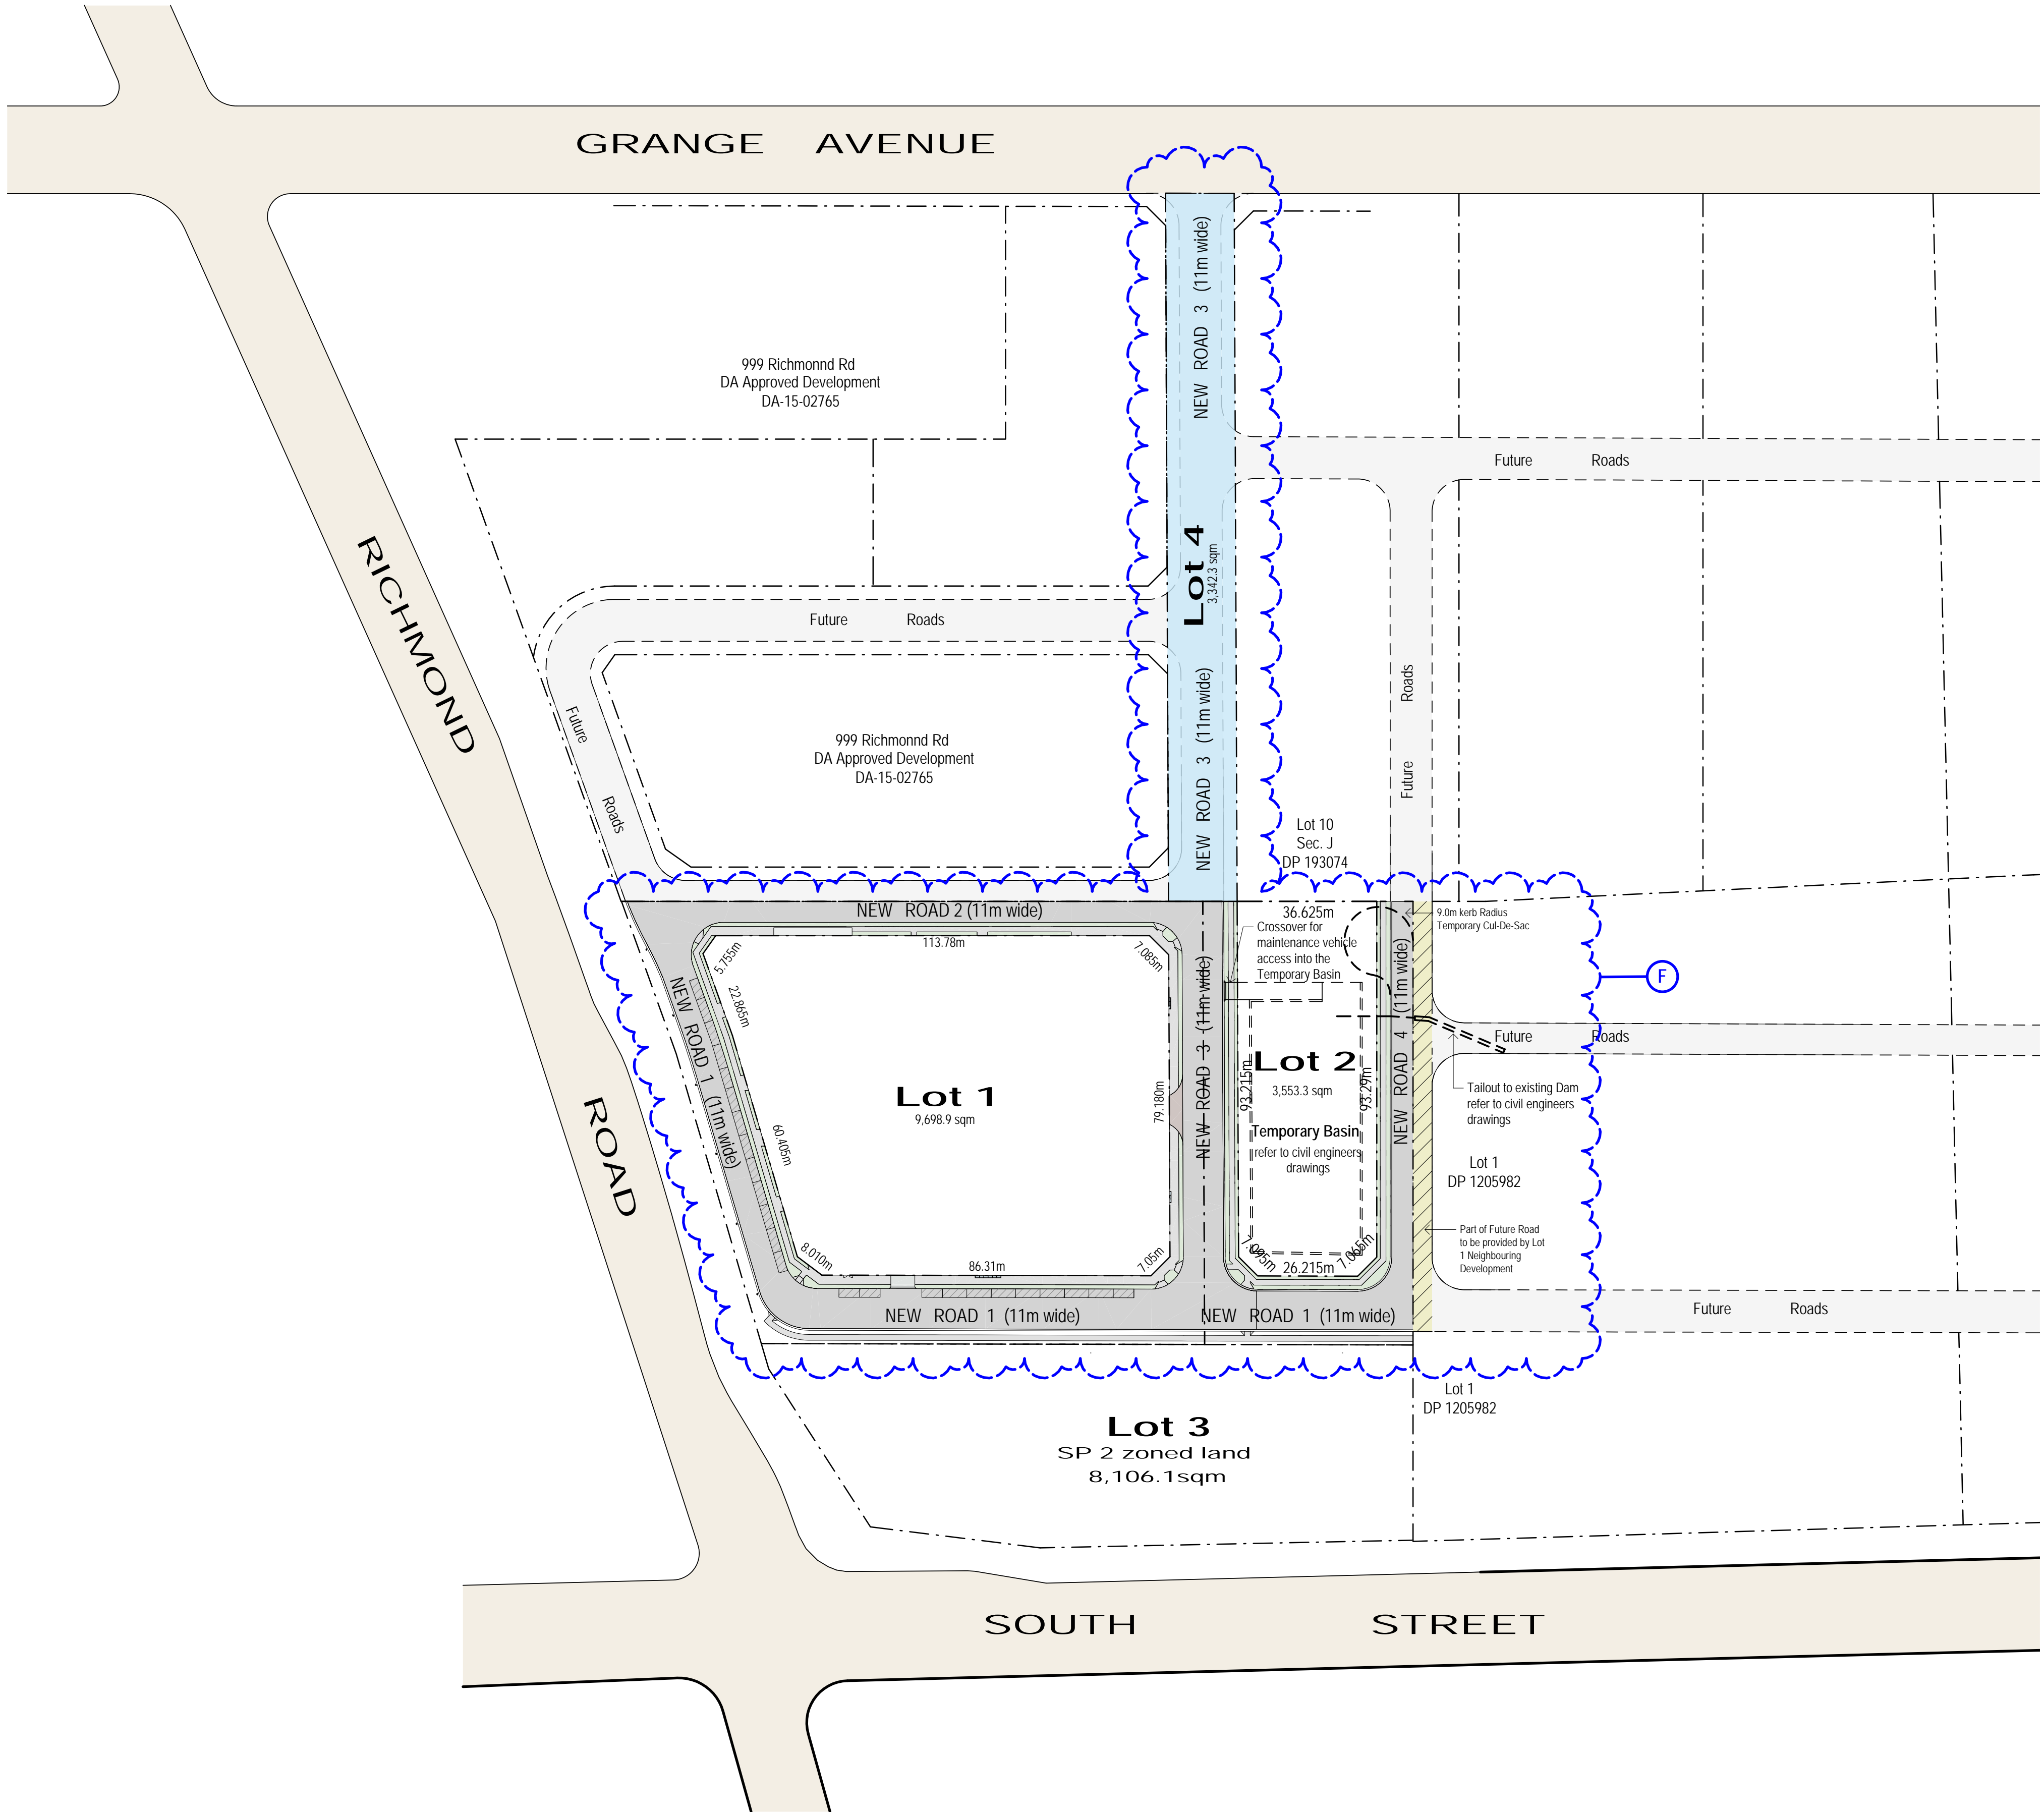 GRANGE AVENUE
NEW ROAD 3 (11m wide)
999 Richmonnd Rd
DA Approved Development
DA-15-02765
Future Roads
RICHMOND
Lot 4
3,342.3 sqm
Future Roads
Future Roads
NEW ROAD 3 (11m wide)
Future Roads
999 Richmonnd Rd
DA Approved Development
DA-15-02765
Lot 10
Sec. J
DP 193074
NEW ROAD 2 (11m wide)
36.625m
9.0m kerb Radius
Temporary Cul-De-Sac
Crossover for
maintenance vehicle
access into the
Temporary Basin
113.78m
5.755m
7.085m
22.865m
F
NEW ROAD 1 (11m wide)
NEW ROAD 3 (11m wide)
NEW ROAD 4 (11m wide)
Future Roads
Lot 2
3,553.3 sqm
93.215m
93.29m
Lot 1
9,698.9 sqm
79.180m
60.405m
Temporary Basin
refer to civil engineers
drawings
Tailout to existing Dam
refer to civil engineers
drawings
ROAD
Lot 1
DP 1205982
Part of Future Road
to be provided by Lot
1 Neighbouring
Development
8.010m
86.31m
7.05m
7.095m
7.065m
26.215m
NEW ROAD 1 (11m wide)
NEW ROAD 1 (11m wide)
Future Roads
Lot 1
DP 1205982
Lot 3
SP 2 zoned land
8,106.1sqm
SOUTH STREET